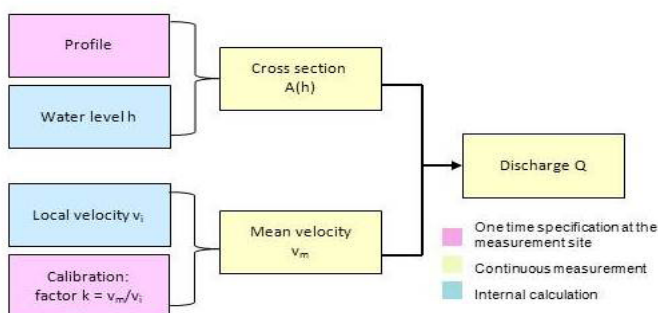 Profile
Water level h
Cross section
A(h)
Discharge Q
Local velocity vᵢ
Calibration:
factor k = vₘ/vᵢ
Mean velocity
vₘ
One time specification at the
measurement site
Continuous measurement
Internal calculation